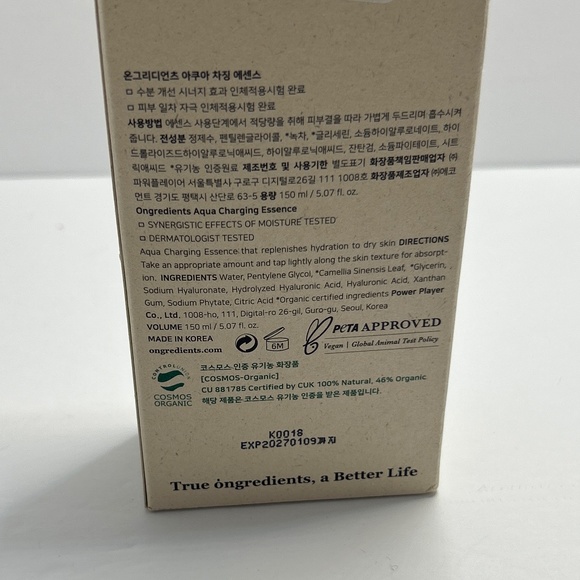 온그리디언츠 아쿠아 차징 에센스
□ 수분 개선 시너지 효과 인체적용시험 완료
□ 피부 일차 자극 인체적용시험 완료
사용방법 에센스 사용단계에서 적당량을 취해 피부결을 따라 가볍게 두드리며 흡수시켜
줍니다. 전성분 정제수, 펜틸렌글라이콜, *녹차, *글리세린, 소듐하이알루로네이트, 하이
드롤라이즈드하이알루로닉애씨드, 하이알루로닉애씨드, 잔탄검, 소듐파이테이트, 시트
릭애씨드 *유기농 인증원료 제조번호 및 사용기한 별도표기 화장품책임판매업자 ㈜
파워플레이어 서울특별시 구로구 디지털로26길 111 1008호 화장품제조업자 ㈜메코
먼트 경기도 평택시 산단로 63-5 용량 150 ml / 5.07 fl. oz.
Ongredients Aqua Charging Essence
□ SYNERGISTIC EFFECTS OF MOISTURE TESTED
□ DERMATOLOGIST TESTED
Aqua Charging Essence that replenishes hydration to dry skin DIRECTIONS
Take an appropriate amount and tap lightly along the skin texture for absorpt-
ion. INGREDIENTS Water, Pentylene Glycol, *Camellia Sinensis Leaf, *Glycerin,
Sodium Hyaluronate, Hydrolyzed Hyaluronic Acid, Hyaluronic Acid, Xanthan
Gum, Sodium Phytate, Citric Acid *Organic certified ingredients Power Player
Co., Ltd., 1008-ho, 111, Digital-ro 26-gil, Guro-gu, Seoul, Korea
VOLUME 150 ml / 5.07 fl. oz.
MADE IN KOREA
ongredients.com
6M
PeTA APPROVED
Vegan | Global Animal Test Policy
CONTROL UNION
COSMOS
ORGANIC
코스모스 인증 유기농 화장품
[COSMOS-Organic]
CU 881785 Certified by CUK 100% Natural, 46% Organic
해당 제품은 코스모스 유기농 인증을 받은 제품입니다.
K0018
EXP20270109까지
True ongredients, a Better Life